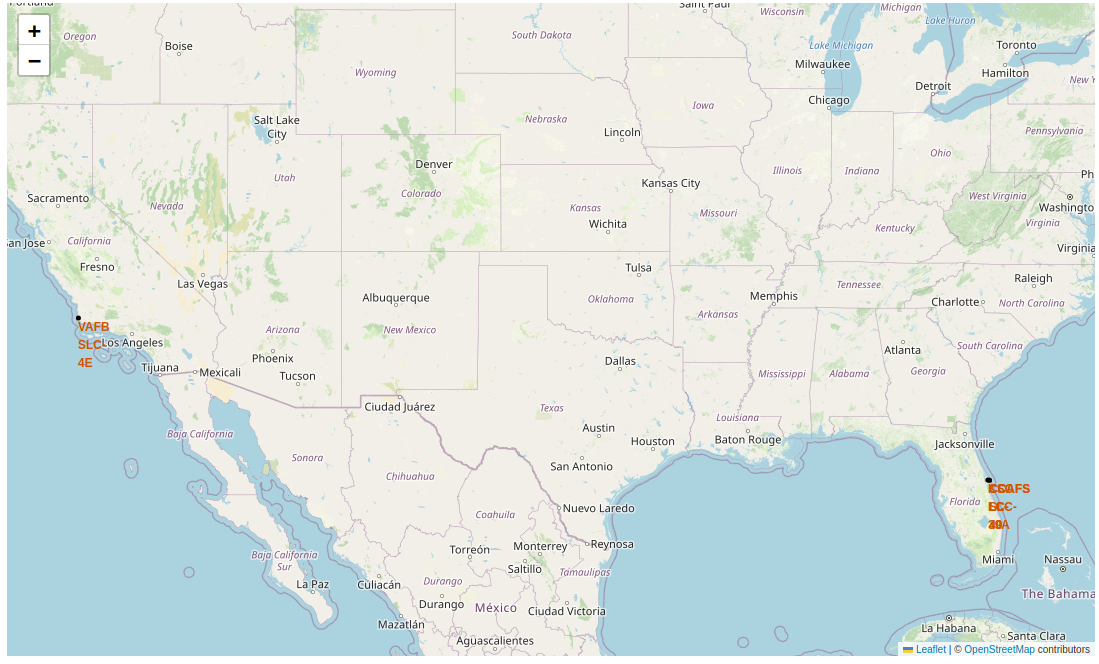 Portland
Saint Paul
Wisconsin
Michigan
Lake Huron
+
−
Oregon
Boise
South Dakota
Lake Michigan
Toronto
Milwaukee
Hamilton
Wyoming
Detroit
New Y
Chicago
Iowa
Salt Lake
City
Nebraska
Lincoln
Pennsylvania
Ohio
Denver
Illinois
Indiana
Utah
Kansas City
Ph
Colorado
Sacramento
Nevada
Kansas
Missouri
West Virginia
Washingto
Wichita
Kentucky
Virginia
San Jose
California
Virginia
Fresno
Las Vegas
Tulsa
Raleigh
Albuquerque
Oklahoma
Memphis
Tennessee
Charlotte
North Carolina
VAFB
SLC-
4E
Los Angeles
Arizona
New Mexico
Arkansas
Phoenix
Atlanta
South Carolina
Tijuana
Mexicali
Tucson
Dallas
Mississippi
Alabama
Georgia
Ciudad Juárez
Texas
Louisiana
Austin
Houston
Baton Rouge
Jacksonville
Baja California
Sonora
San Antonio
Chihuahua
Florida
Nuevo Laredo
Coahuila
Reynosa
Torreón
Monterrey
Miami
Nassau
Baja California
Sur
Saltillo
Tamaulipas
La Paz
Culiacán
Durango
The Bahama
Durango
México
Ciudad Victoria
Mazatlán
La Habana
Santa Clara
Aguascalientes
Leaflet | © OpenStreetMap contributors